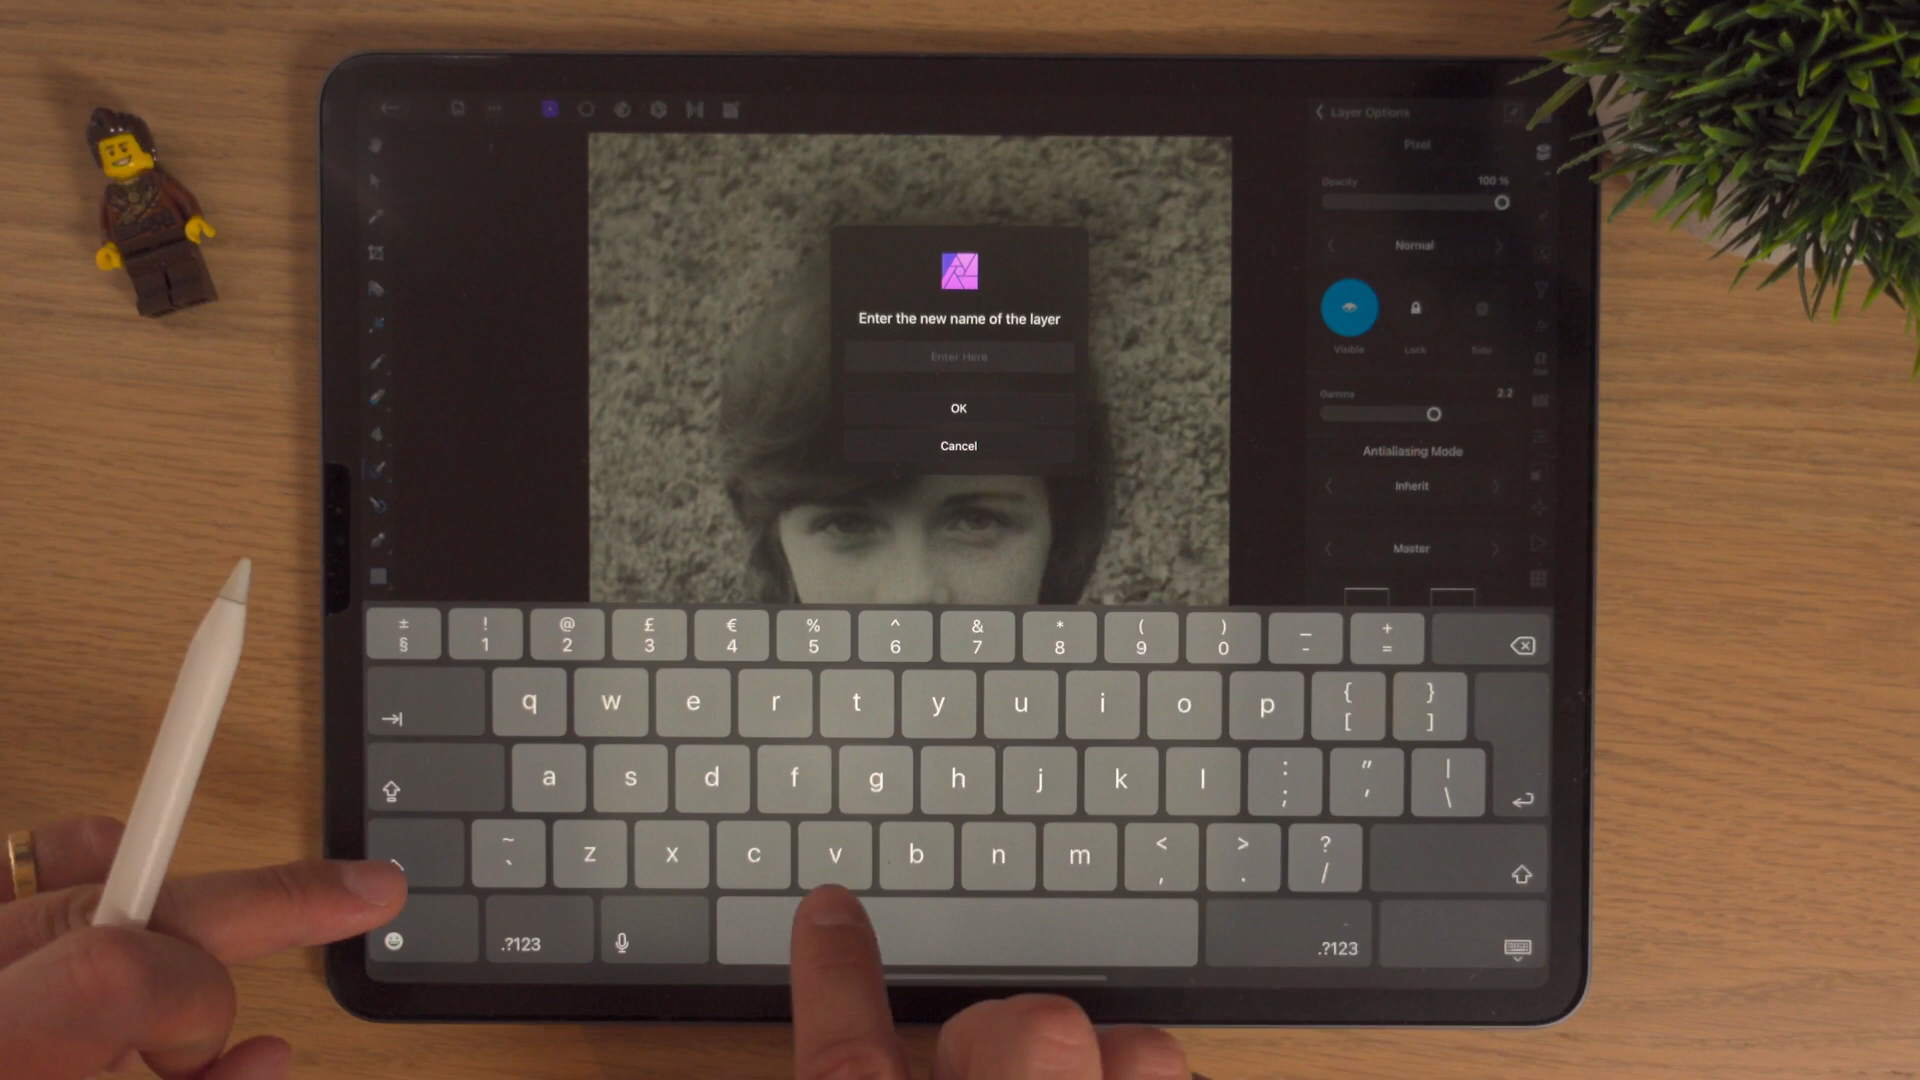 Layer Options
Pixel
Opacity 100 %
Normal
Visible Lock Solo
Gamma 2.2
Antialiasing Mode
Inherit
Master
Enter the new name of the layer
Enter Here
OK
Cancel
± ! @ £ € % ^ & * ( ) _ +
§ 1 2 3 4 5 6 7 8 9 0 - =
q w e r t y u i o p { [ } ]
a s d f g h j k l : ; " ' | \
~ ` z x c v b n m < , > . ? /
.?123 .?123